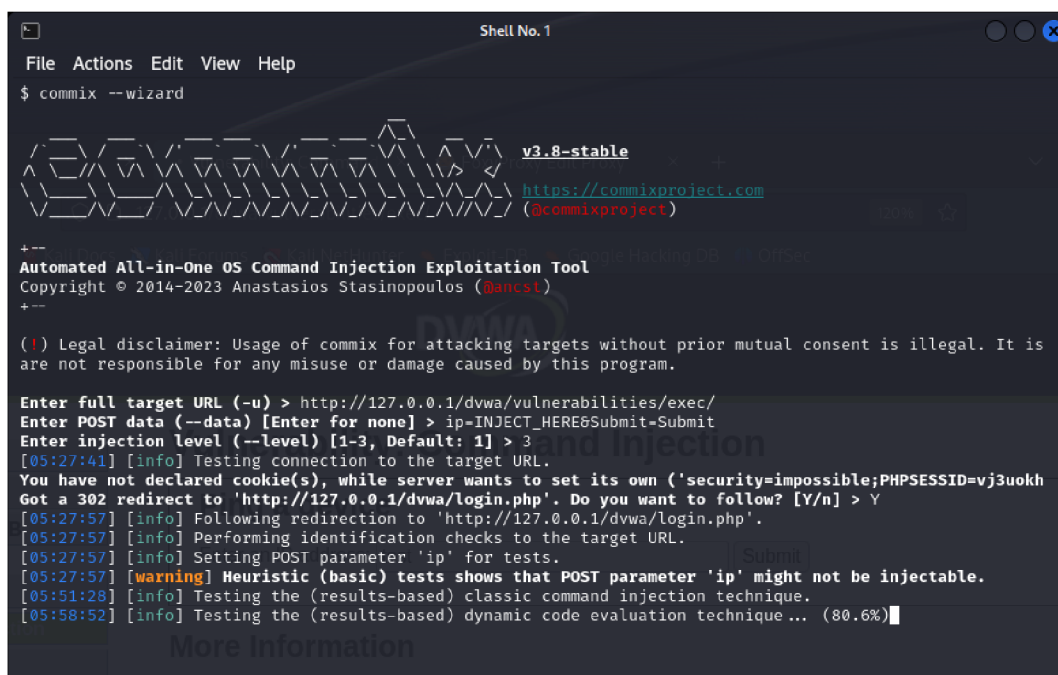 Shell No. 1
File Actions Edit View Help
$ commix --wizard
v3.8-stable
https://commixproject.com
(@commixproject)
+--
Automated All-in-One OS Command Injection Exploitation Tool
Copyright © 2014-2023 Anastasios Stasinopoulos (@ancst)
+--
(!) Legal disclaimer: Usage of commix for attacking targets without prior mutual consent is illegal. It is
are not responsible for any misuse or damage caused by this program.
Enter full target URL (-u) > http://127.0.0.1/dvwa/vulnerabilities/exec/
Enter POST data (--data) [Enter for none] > ip=INJECT_HERE&Submit=Submit
Enter injection level (--level) [1-3, Default: 1] > 3
[05:27:41] [info] Testing connection to the target URL.
You have not declared cookie(s), while server wants to set its own ('security=impossible;PHPSESSID=vj3uokh
Got a 302 redirect to 'http://127.0.0.1/dvwa/login.php'. Do you want to follow? [Y/n] > Y
[05:27:57] [info] Following redirection to 'http://127.0.0.1/dvwa/login.php'.
[05:27:57] [info] Performing identification checks to the target URL.
[05:27:57] [info] Setting POST parameter 'ip' for tests.
Submit
[05:27:57] [warning] Heuristic (basic) tests shows that POST parameter 'ip' might not be injectable.
[05:51:28] [info] Testing the (results-based) classic command injection technique.
[05:58:52] [info] Testing the (results-based) dynamic code evaluation technique... (80.6%)
More Information